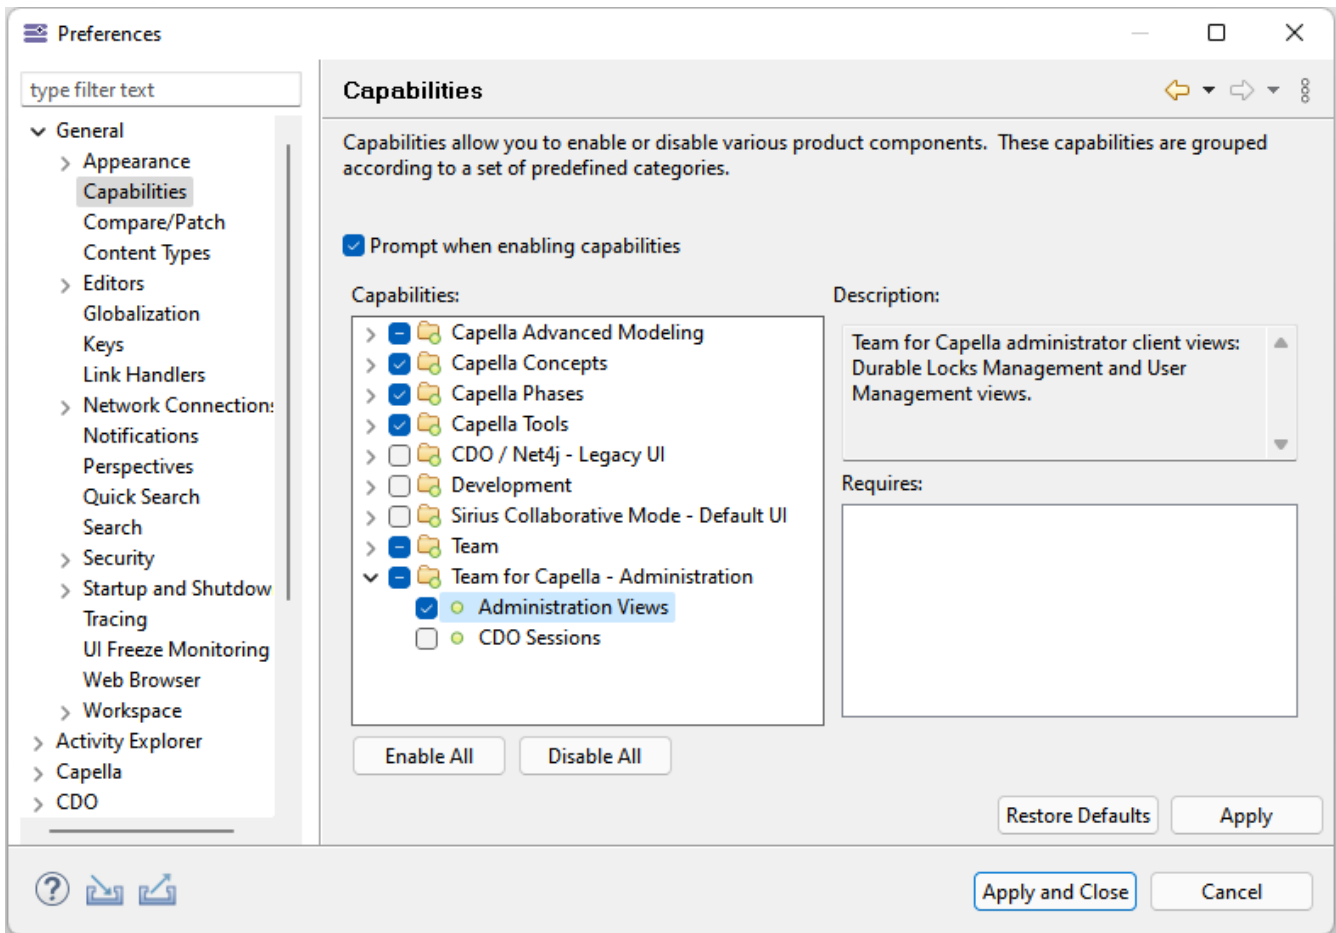 Preferences
type filter text
General
Appearance
Capabilities
Compare/Patch
Content Types
Editors
Globalization
Keys
Link Handlers
Network Connection
Notifications
Perspectives
Quick Search
Search
Security
Startup and Shutdow
Tracing
UI Freeze Monitoring
Web Browser
Workspace
Activity Explorer
Capella
CDO
Capabilities
Capabilities allow you to enable or disable various product components.  These capabilities are grouped
according to a set of predefined categories.
Prompt when enabling capabilities
Capabilities:
Capella Advanced Modeling
Capella Concepts
Capella Phases
Capella Tools
CDO / Net4j - Legacy UI
Development
Sirius Collaborative Mode - Default UI
Team
Team for Capella - Administration
Administration Views
CDO Sessions
Enable All
Disable All
Description:
Team for Capella administrator client views:
Durable Locks Management and User
Management views.
Requires:
Restore Defaults
Apply
Apply and Close
Cancel